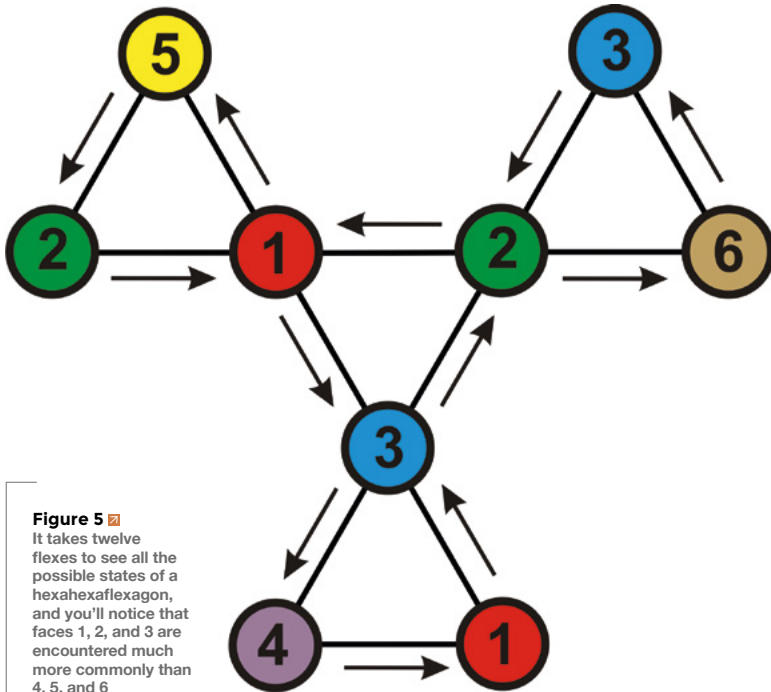 5
3
2
1
2
6
3
4
1
Figure 5
It takes twelve
flexes to see all the
possible states of a
hexahexaflexagon,
and you'll notice that
faces 1, 2, and 3 are
encountered much
more commonly than
4, 5, and 6